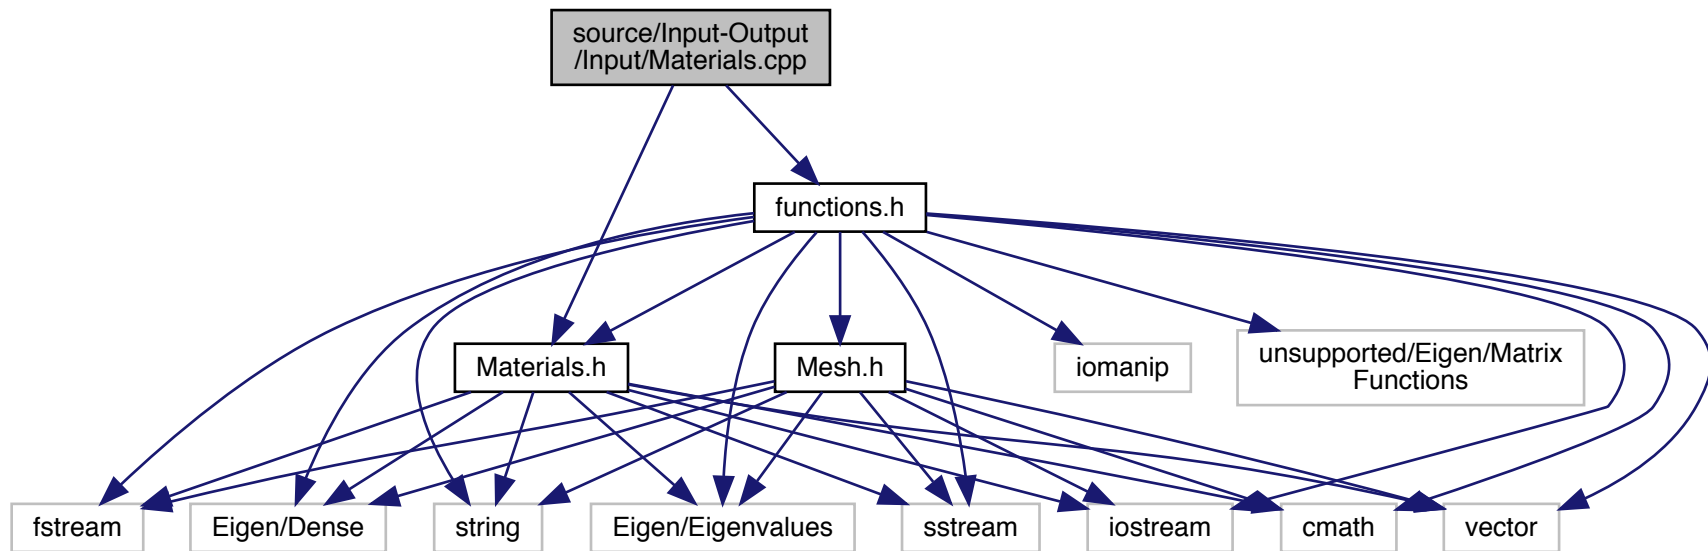 source/Input-Output
/Input/Materials.cpp
functions.h
Materials.h
Mesh.h
iomanip
unsupported/Eigen/Matrix
Functions
fstream
Eigen/Dense
string
Eigen/Eigenvalues
sstream
iostream
cmath
vector